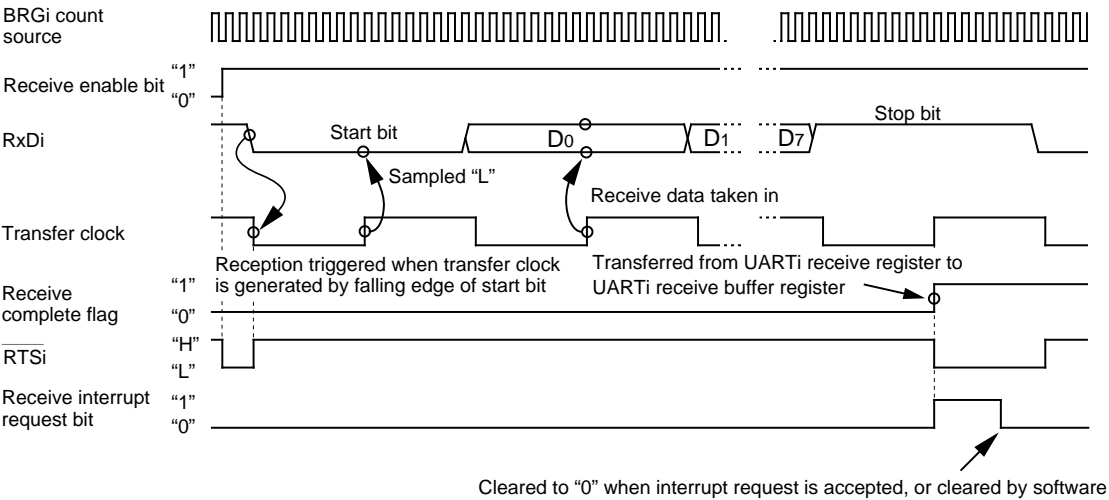 BRGi count
source
Receive enable bit
“1”
“0”
RxDi
Start bit
D0
D1
D7
Stop bit
Sampled “L”
Receive data taken in
Transfer clock
Reception triggered when transfer clock
is generated by falling edge of start bit
Transferred from UARTi receive register to
UARTi receive buffer register
Receive
complete flag
“1”
“0”
RTSi
“H”
“L”
Receive interrupt
request bit
“1”
“0”
Cleared to “0” when interrupt request is accepted, or cleared by software